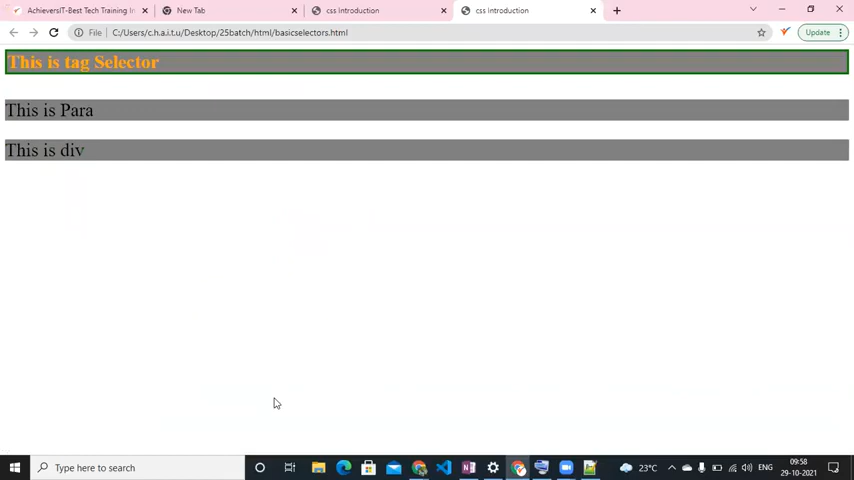 AchieversIT-Best Tech Training In
New Tab
css Introduction
css Introduction
File
C:/Users/c.h.a.i.t.u/Desktop/25batch/html/basicselectors.html
Update
This is tag Selector
This is Para
This is div
Type here to search
23°C
ENG
09:58
29-10-2021